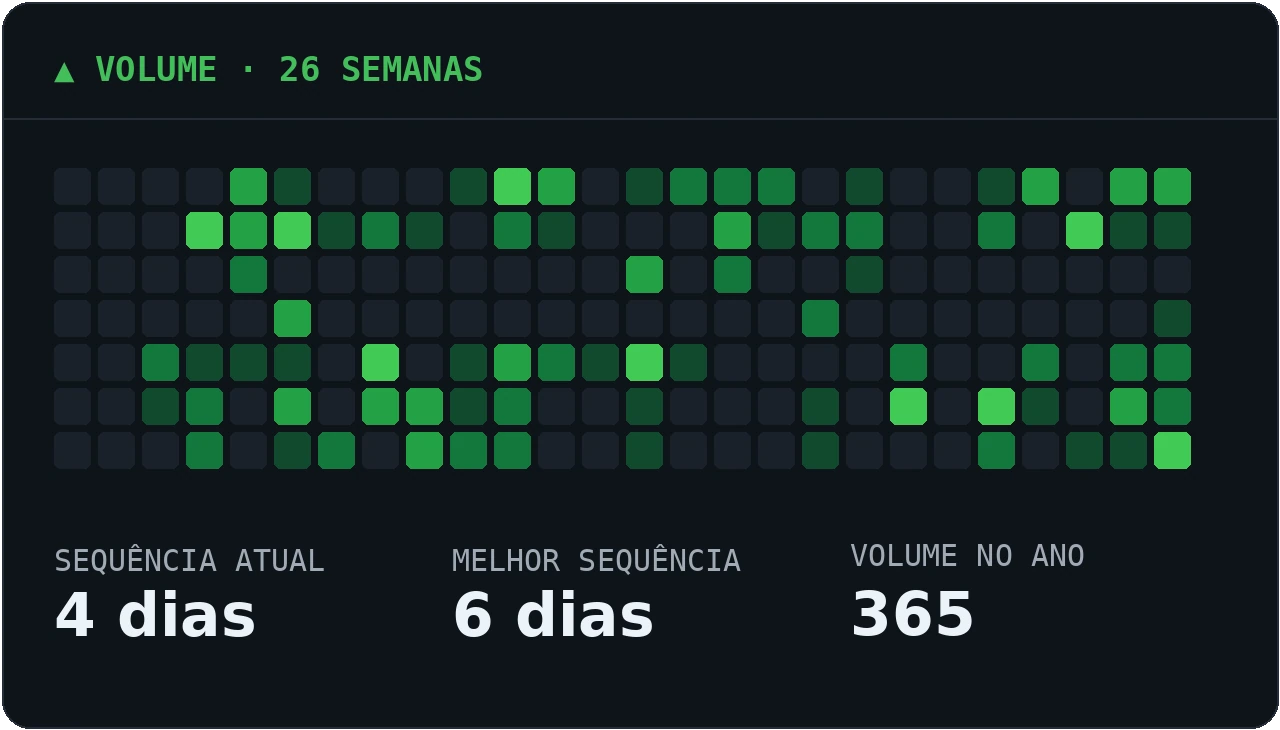 ▲ VOLUME · 26 SEMANAS
SEQUÊNCIA ATUAL
4 dias
MELHOR SEQUÊNCIA
6 dias
VOLUME NO ANO
365